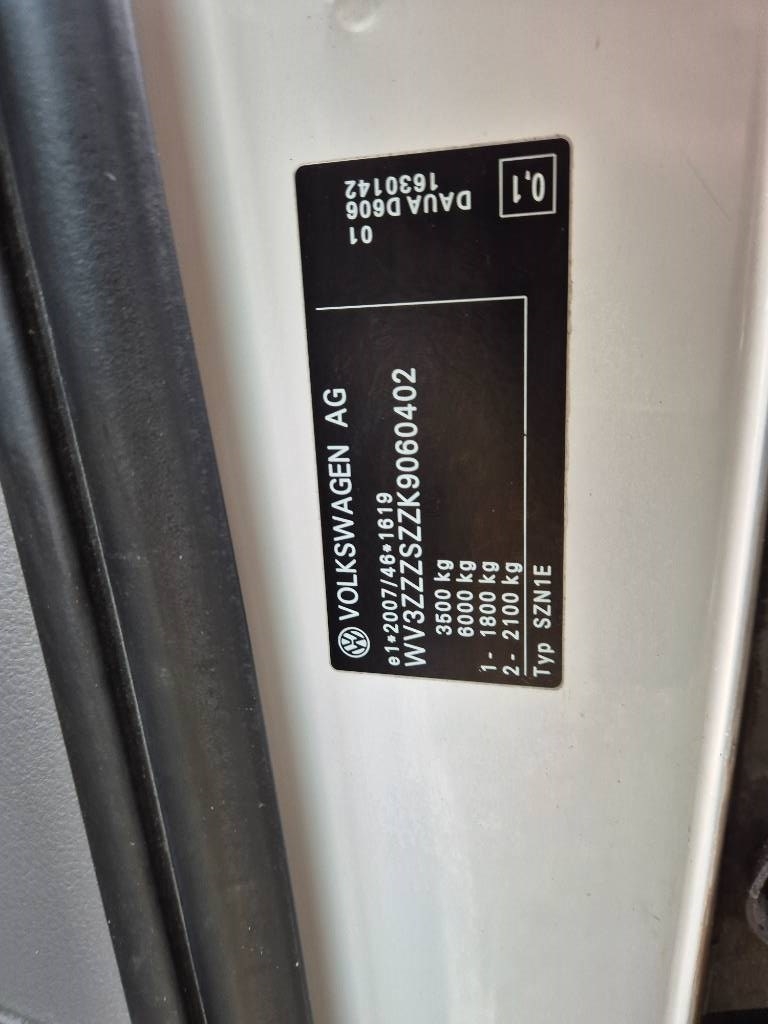 VOLKSWAGEN AG
e1*2007/46*1619
WV3ZZZSZZK9060402
3500 kg
6000 kg
1- 1800 kg
2- 2100 kg
Typ SZN1E
01
DAUA D606
1630142
0,1